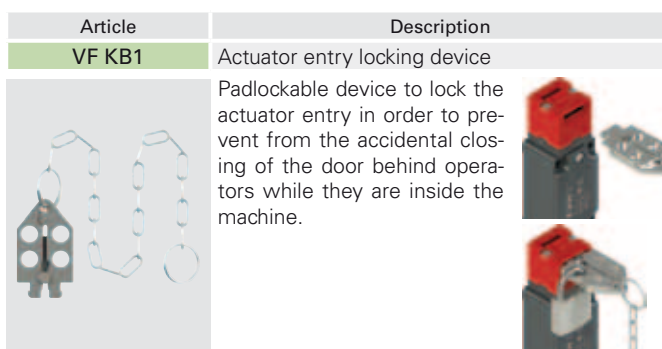 Article Description
VF KB1 Actuator entry locking device
Padlockable device to lock the
actuator entry in order to pre-
vent from the accidental clos-
ing of the door behind opera-
tors while they are inside the
machine.